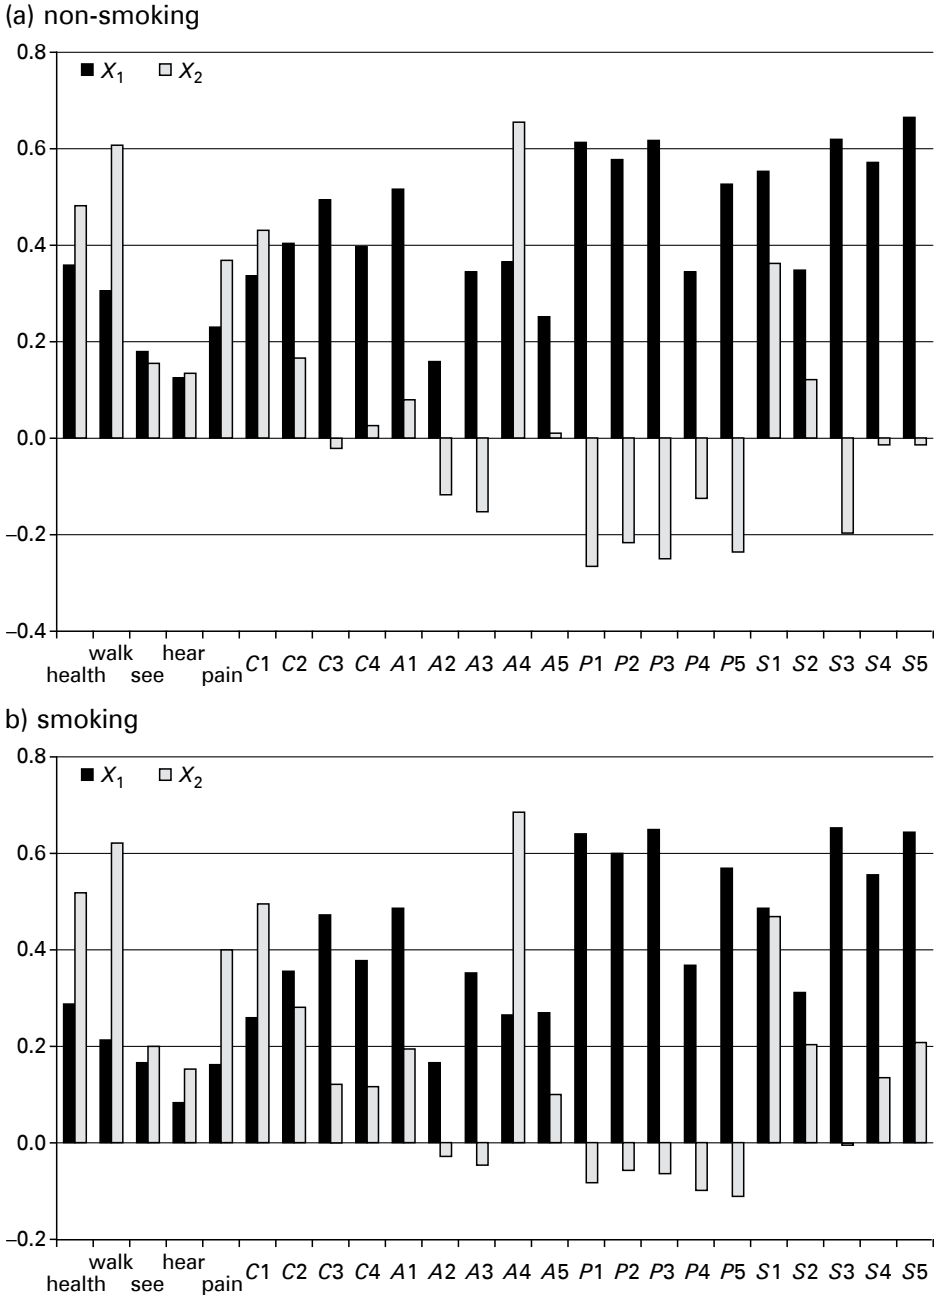 (a) non-smoking
0.8
X1 X2
0.6
0.4
0.2
0.0
–0.2
–0.4
health walk see hear pain C1 C2 C3 C4 A1 A2 A3 A4 A5 P1 P2 P3 P4 P5 S1 S2 S3 S4 S5
b) smoking
0.8
X1 X2
0.6
0.4
0.2
0.0
–0.2
health walk see hear pain C1 C2 C3 C4 A1 A2 A3 A4 A5 P1 P2 P3 P4 P5 S1 S2 S3 S4 S5